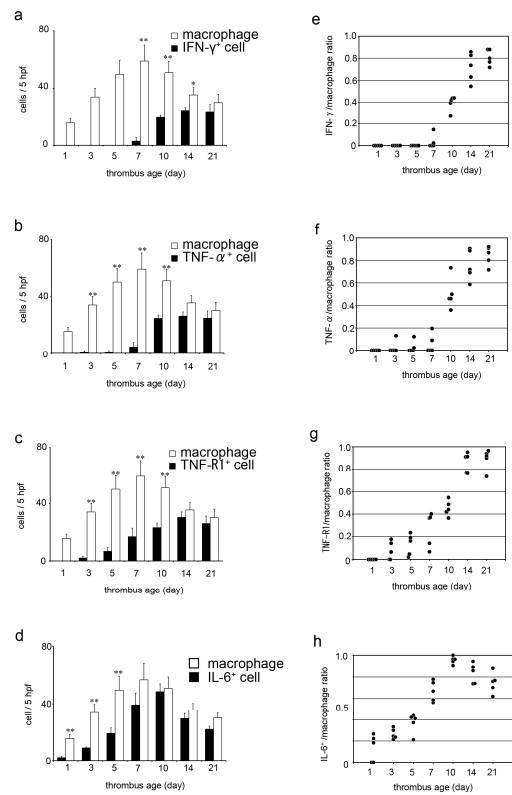 a
80
40
0
cells / 5 hpf
** ** *
macrophage
IFN-γ⁺ cell
1 3 5 7 10 14 21
thrombus age (day)
e
1.0
0.8
0.6
0.4
0.2
0
IFN- γ /macrophage ratio
1 3 5 7 10 14 21
thrombus age (day)
b
80
40
0
cells / 5 hpf
** ** ** **
macrophage
TNF- α⁺ cell
1 3 5 7 10 14 21
thrombus age (day)
f
1.0
0.8
0.6
0.4
0.2
0
TNF- α/macrophage ratio
1 3 5 7 10 14 21
thrombus age (day)
c
80
40
0
cells / 5 hpf
** ** ** **
macrophage
TNF-R1⁺ cell
1 3 5 7 10 14 21
thrombus age (day)
g
1.0
0.8
0.6
0.4
0.2
0
TNF-R1/macrophage ratio
1 3 5 7 10 14 21
thrombus age (day)
d
80
40
0
cell / 5 hpf
** ** **
macrophage
IL-6⁺ cell
1 3 5 7 10 14 21
thrombus age (day)
h
1.0
0.5
0
IL-6⁺ /macrophage ratio
1 3 5 7 10 14 21
thrombus age (day)